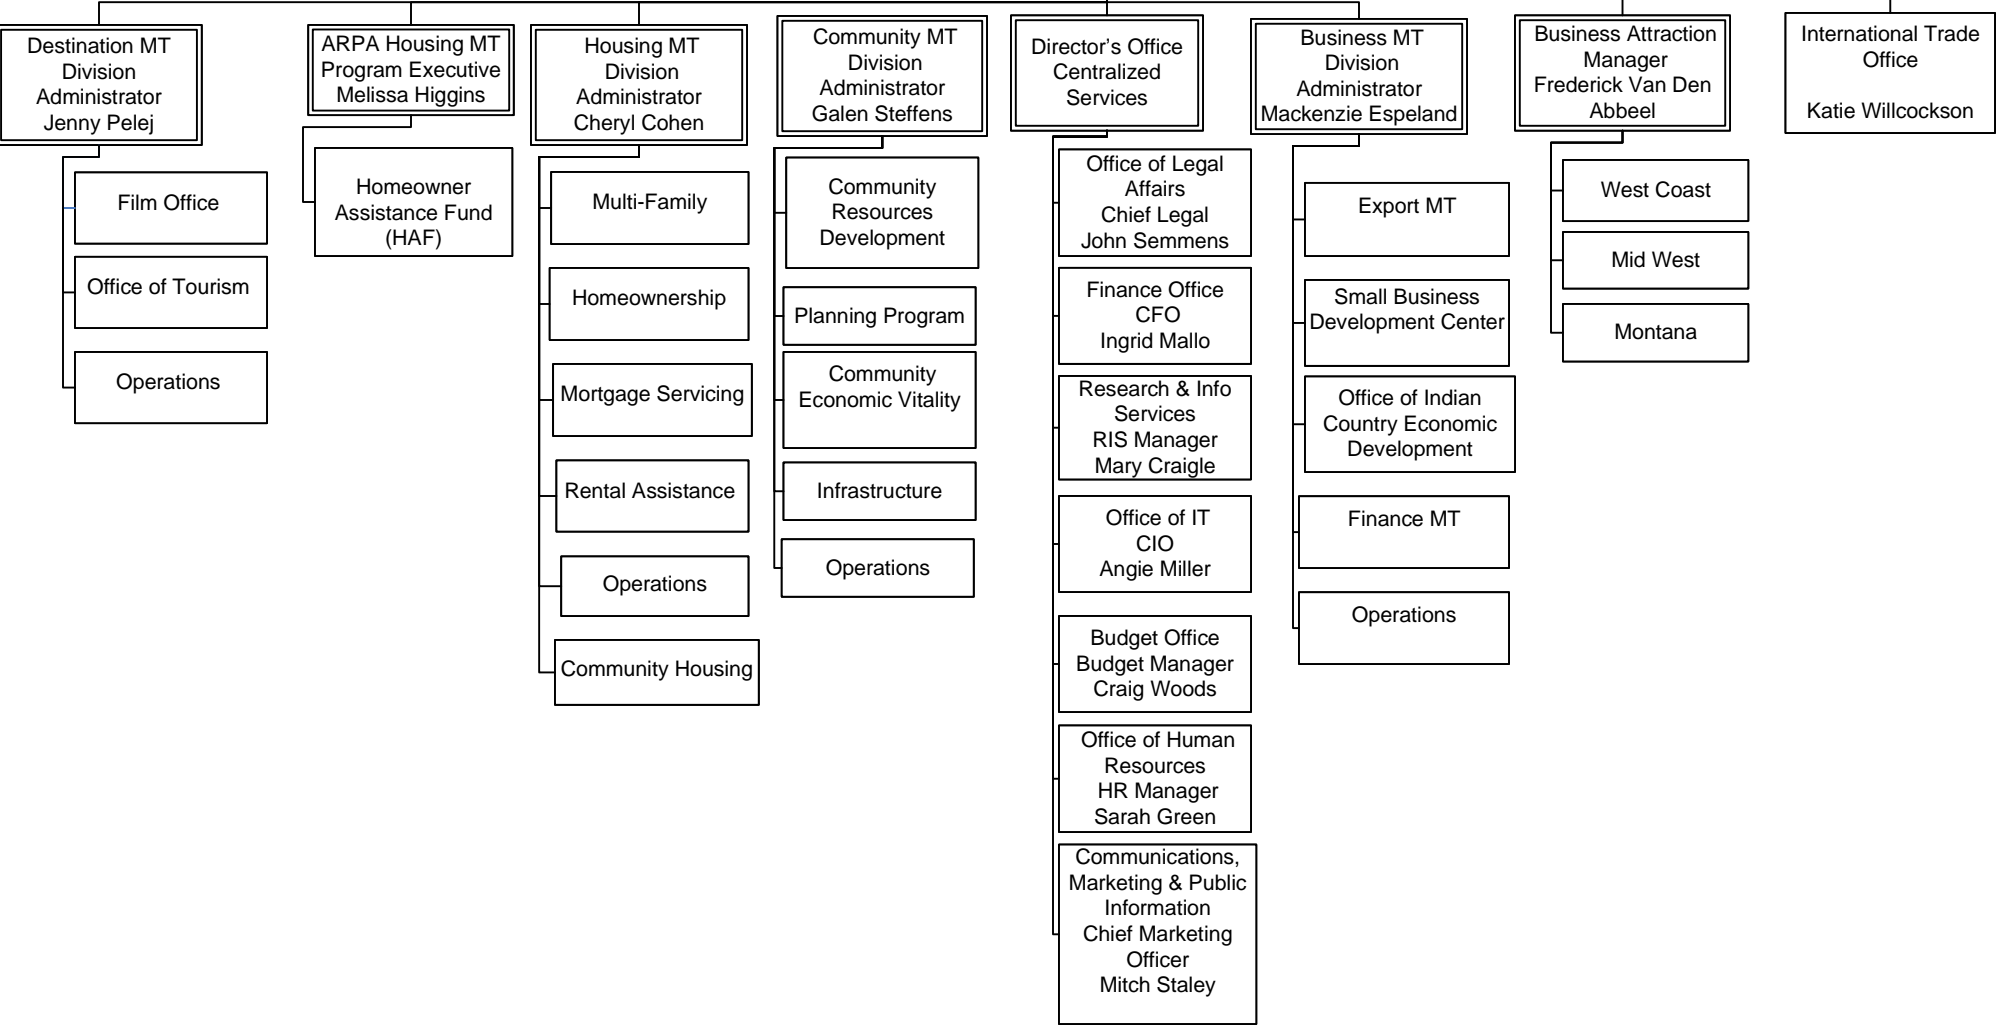 Destination MT
Division
Administrator
Jenny Pelej
Film Office
Office of Tourism
Operations
ARPA Housing MT
Program Executive
Melissa Higgins
Homeowner
Assistance Fund
(HAF)
Housing MT
Division
Administrator
Cheryl Cohen
Multi-Family
Homeownership
Mortgage Servicing
Rental Assistance
Operations
Community Housing
Community MT
Division
Administrator
Galen Steffens
Community
Resources
Development
Planning Program
Community
Economic Vitality
Infrastructure
Operations
Director's Office
Centralized
Services
Office of Legal
Affairs
Chief Legal
John Semmens
Finance Office
CFO
Ingrid Mallo
Research & Info
Services
RIS Manager
Mary Craigle
Office of IT
CIO
Angie Miller
Budget Office
Budget Manager
Craig Woods
Office of Human
Resources
HR Manager
Sarah Green
Communications,
Marketing & Public
Information
Chief Marketing
Officer
Mitch Staley
Business MT
Division
Administrator
Mackenzie Espeland
Export MT
Small Business
Development Center
Office of Indian
Country Economic
Development
Finance MT
Operations
Business Attraction
Manager
Frederick Van Den
Abbeel
West Coast
Mid West
Montana
International Trade
Office
Katie Willcockson